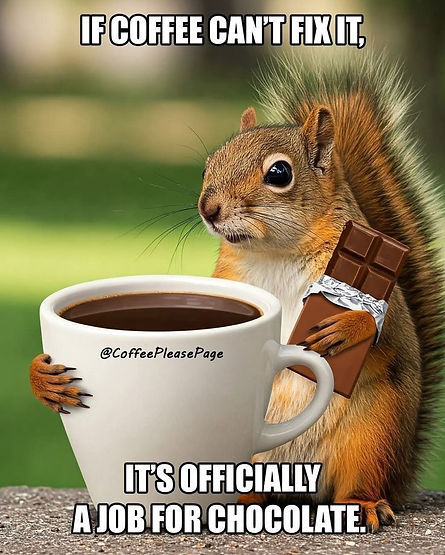 IF COFFEE CAN'T FIX IT,
@CoffeePleasePage
IT'S OFFICIALLY
A JOB FOR CHOCOLATE.